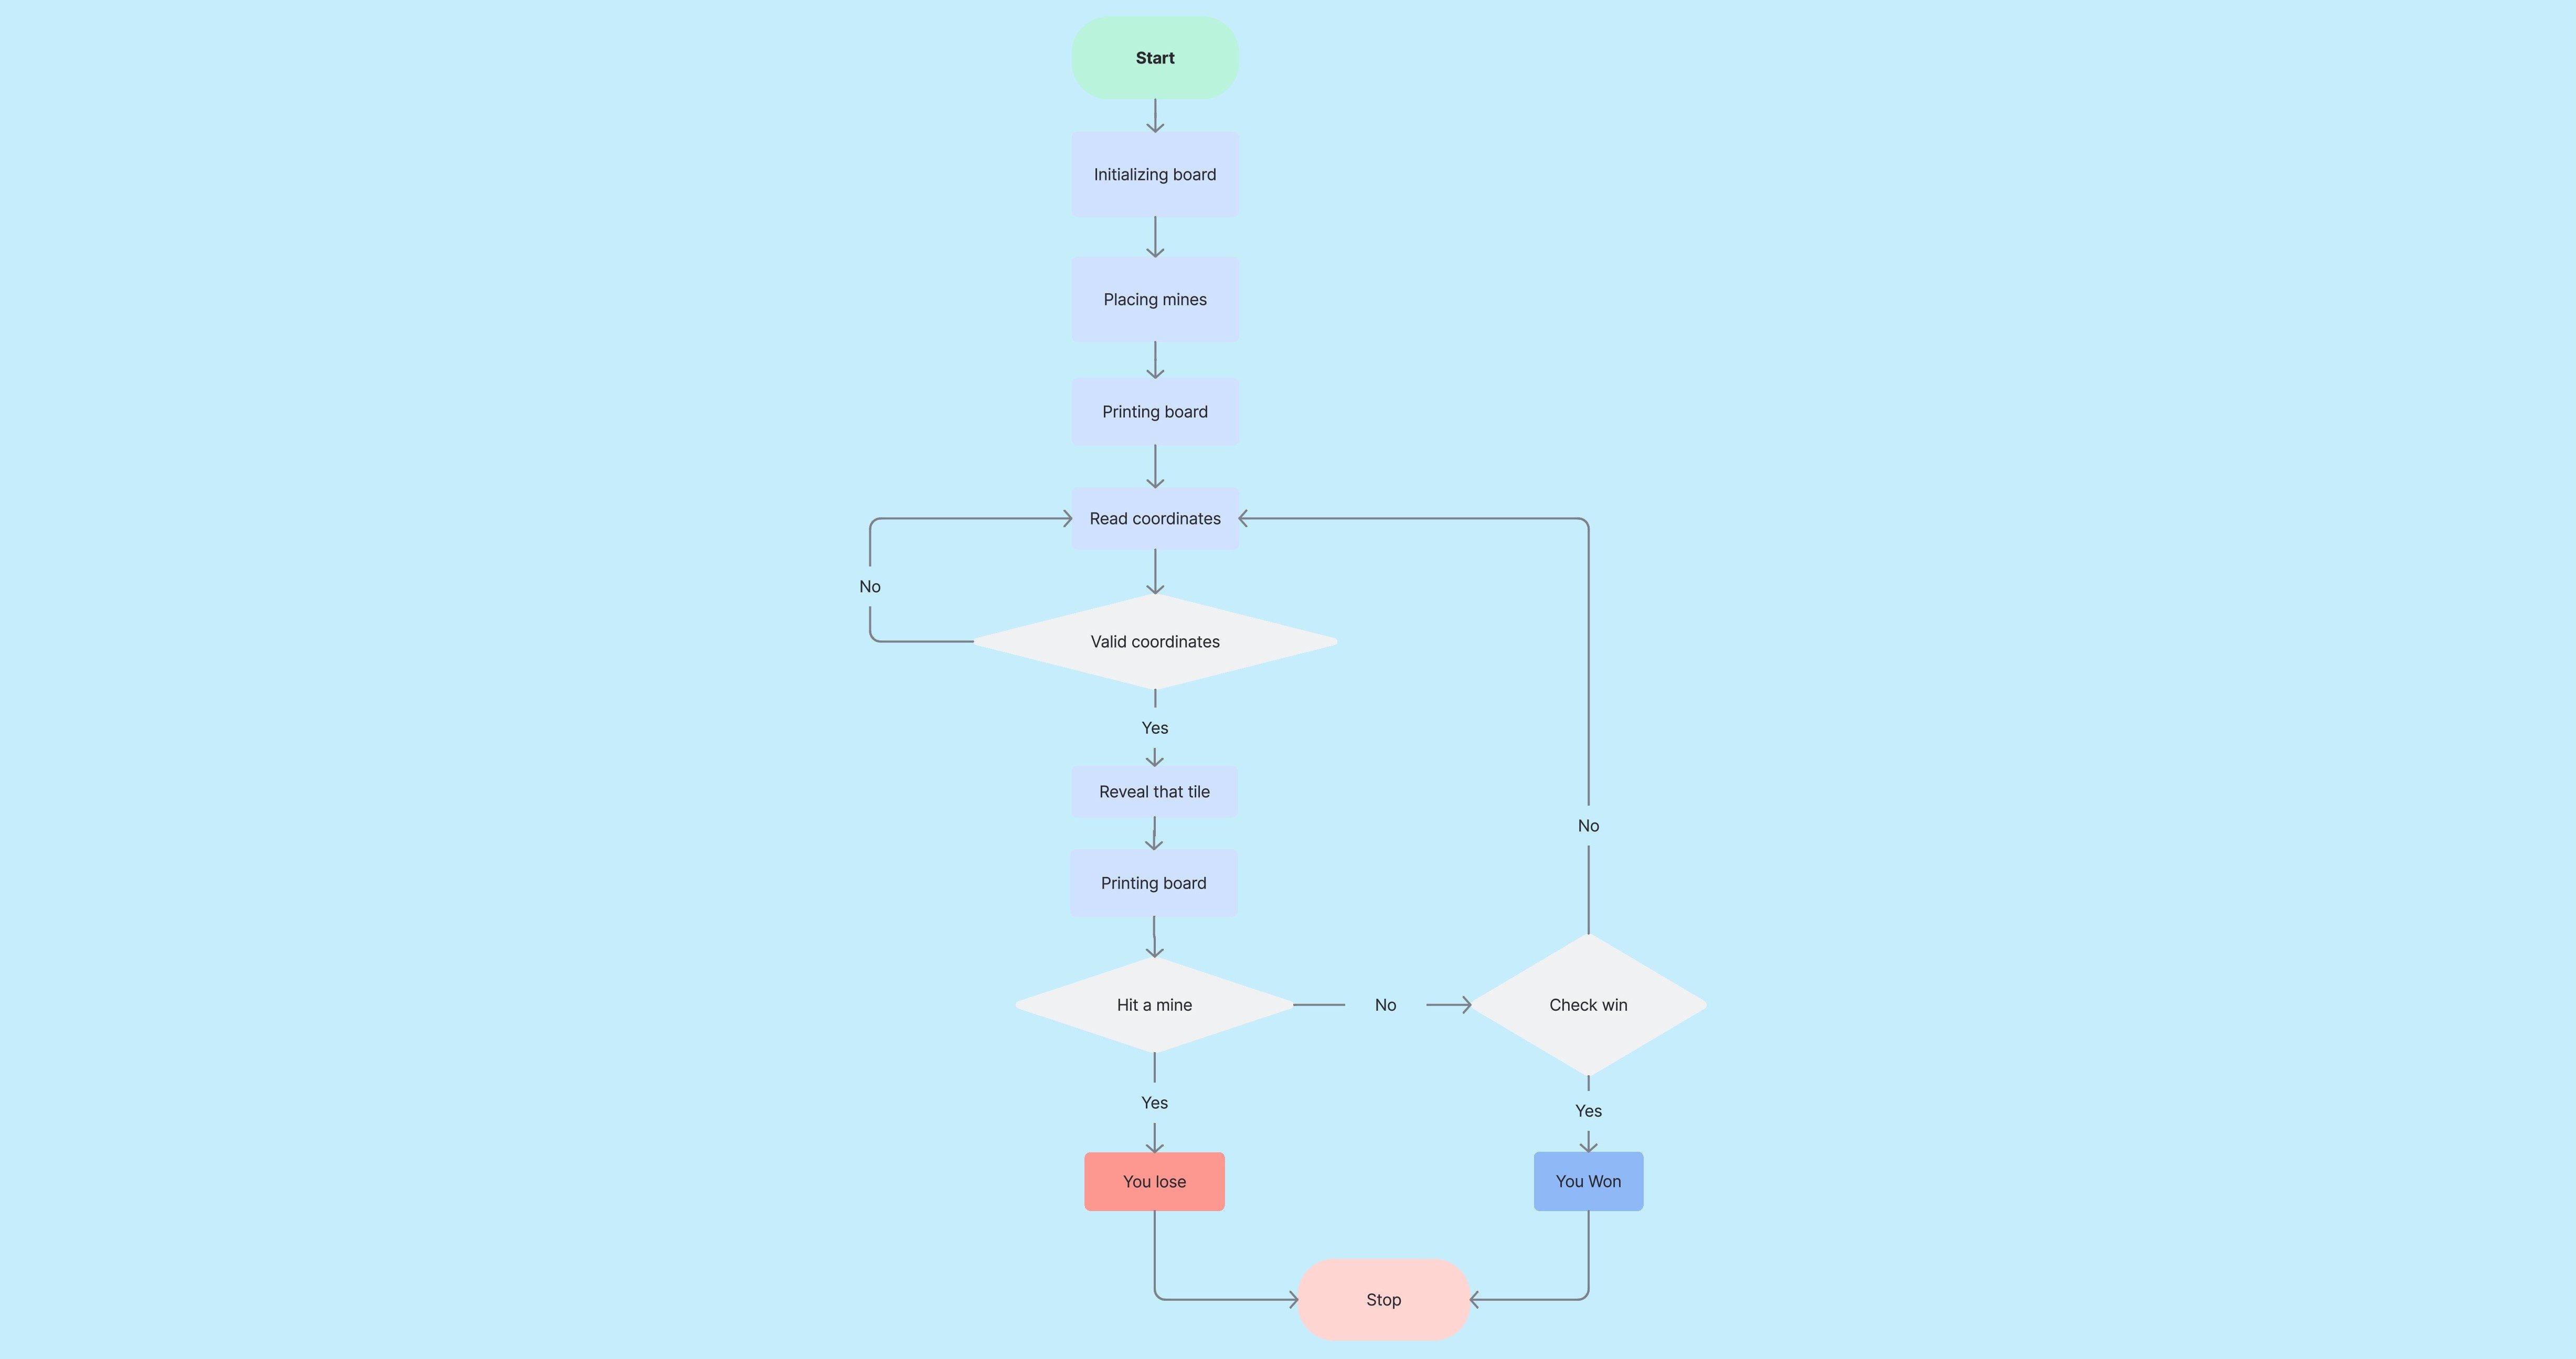 Start
Initializing board
Placing mines
Printing board
Read coordinates
No
Valid coordinates
Yes
Reveal that tile
No
Printing board
Hit a mine
No
Check win
Yes
Yes
You lose
You Won
Stop